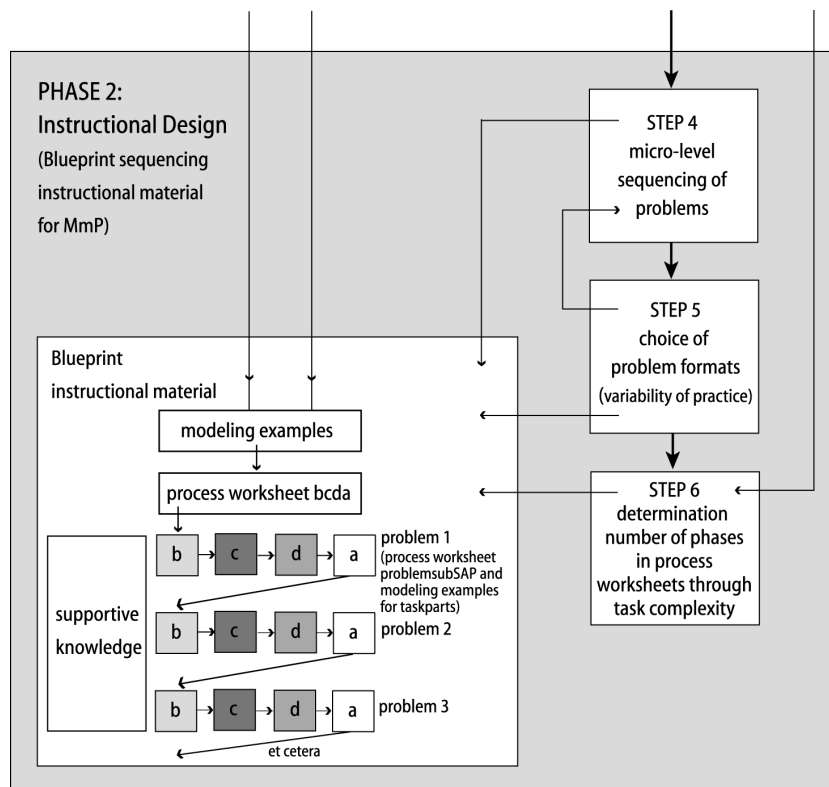 PHASE 2:
Instructional Design
(Blueprint sequencing
instructional material
for MmP)
STEP 4
micro-level
sequencing of
problems
STEP 5
choice of
problem formats
(variability of practice)
STEP 6
determination
number of phases
in process
worksheets through
task complexity
Blueprint
instructional material
modeling examples
process worksheet bcda
supportive
knowledge
b c d a
problem 1
(process worksheet
problemsubSAP and
modeling examples
for taskparts)
b c d a problem 2
b c d a problem 3
et cetera